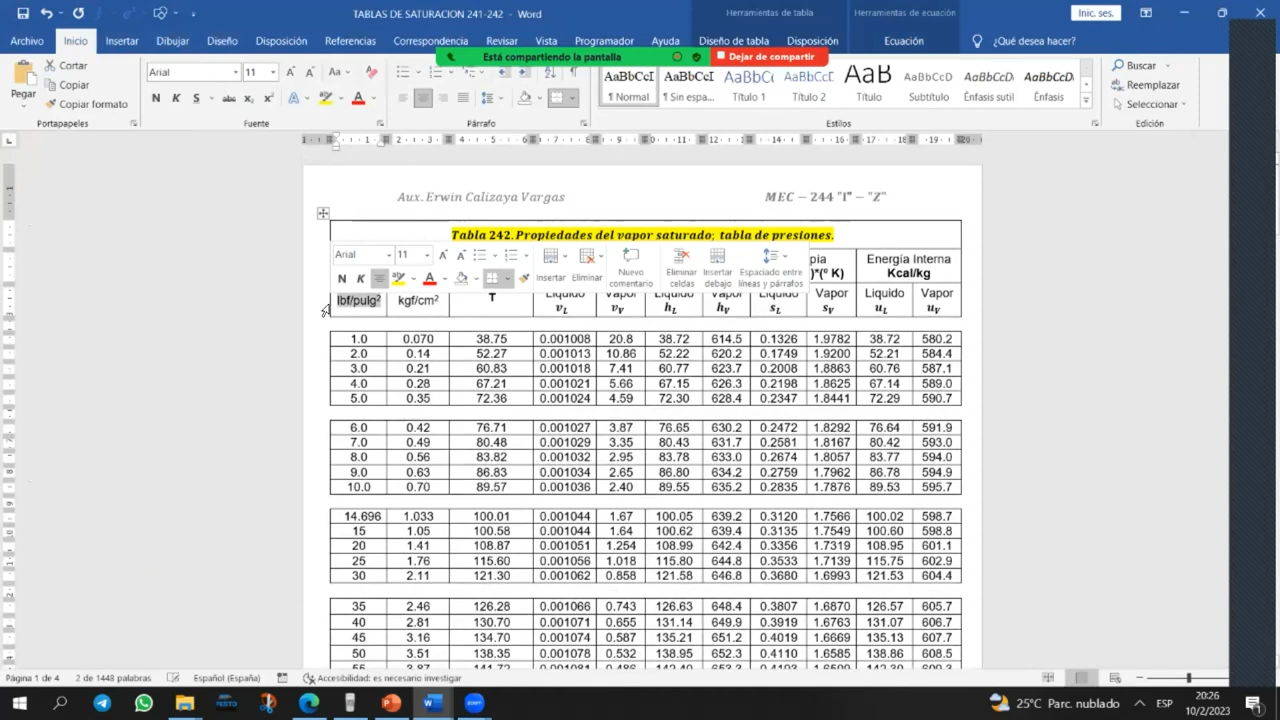 TABLAS DE SATURACION 241-242 - Word
Herramientas de tabla
Herramientas de ecuación
Inic. ses.
Archivo Inicio Insertar Dibujar Diseño Disposición Referencias Correspondencia Revisar Vista Programador Ayuda Diseño de tabla Disposición Ecuación ¿Qué desea hacer?
Está compartiendo la pantalla
Dejar de compartir
Pegar
Cortar
Copiar
Copiar formato
Portapapeles
Arial 11
Fuente
Párrafo
AaBbCcI AaBbCcI AaBbC AaBbCcI AaB AaBbCcD AaBbCcDı AaBbCcDı
¶ Normal ¶ Sin espa... Título 1 Título 2 Título Subtítulo Énfasis sutil Énfasis
Estilos
Buscar
Reemplazar
Seleccionar
Edición
Aux. Erwin Calizaya Vargas
MEC − 244 "I" − "Z"
Tabla 242. Propiedades del vapor saturado; tabla de presiones.
Arial 11
N K
Insertar Eliminar
Nuevo comentario
Eliminar celdas
Insertar debajo
Espaciado entre líneas y párrafos
pía )*(º K)
Energía Interna Kcal/kg
lbf/pulg² kgf/cm² T Liquido Vapor Liquido Vapor Liquido Vapor Liquido Vapor
v_L v_V h_L h_V s_L s_V u_L u_V
1.0 0.070 38.75 0.001008 20.8 38.72 614.5 0.1326 1.9782 38.72 580.2
2.0 0.14 52.27 0.001013 10.86 52.22 620.2 0.1749 1.9200 52.21 584.4
3.0 0.21 60.83 0.001018 7.41 60.77 623.7 0.2008 1.8863 60.76 587.1
4.0 0.28 67.21 0.001021 5.66 67.15 626.3 0.2198 1.8625 67.14 589.0
5.0 0.35 72.36 0.001024 4.59 72.30 628.4 0.2347 1.8441 72.29 590.7
6.0 0.42 76.71 0.001027 3.87 76.65 630.2 0.2472 1.8292 76.64 591.9
7.0 0.49 80.48 0.001029 3.35 80.43 631.7 0.2581 1.8167 80.42 593.0
8.0 0.56 83.82 0.001032 2.95 83.78 633.0 0.2674 1.8057 83.77 594.0
9.0 0.63 86.83 0.001034 2.65 86.80 634.2 0.2759 1.7962 86.78 594.9
10.0 0.70 89.57 0.001036 2.40 89.55 635.2 0.2835 1.7876 89.53 595.7
14.696 1.033 100.01 0.001044 1.67 100.05 639.2 0.3120 1.7566 100.02 598.7
15 1.05 100.58 0.001044 1.64 100.62 639.4 0.3135 1.7549 100.60 598.8
20 1.41 108.87 0.001051 1.254 108.99 642.4 0.3356 1.7319 108.95 601.1
25 1.76 115.60 0.001056 1.018 115.80 644.8 0.3533 1.7139 115.75 602.9
30 2.11 121.30 0.001062 0.858 121.58 646.8 0.3680 1.6993 121.53 604.4
35 2.46 126.28 0.001066 0.743 126.63 648.4 0.3807 1.6870 126.57 605.7
40 2.81 130.70 0.001071 0.655 131.14 649.9 0.3919 1.6763 131.07 606.7
45 3.16 134.70 0.001074 0.587 135.21 651.2 0.4019 1.6669 135.13 607.7
50 3.51 138.35 0.001078 0.532 138.95 652.3 0.4110 1.6585 138.86 608.5
Página 1 de 4 2 de 1448 palabras Español (España) Accesibilidad: es necesario investigar
25°C Parc. nublado
ESP
20:26
10/2/2023